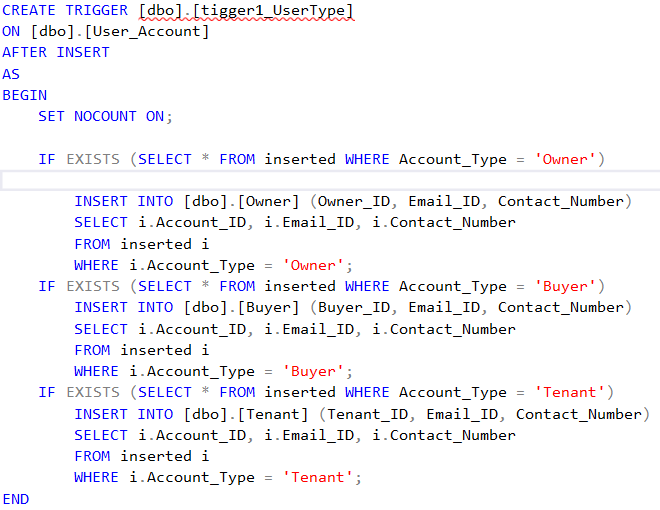 CREATE TRIGGER [dbo].[tigger1_UserType]
ON [dbo].[User_Account]
AFTER INSERT
AS
BEGIN
    SET NOCOUNT ON;
    IF EXISTS (SELECT * FROM inserted WHERE Account_Type = 'Owner')
        INSERT INTO [dbo].[Owner] (Owner_ID, Email_ID, Contact_Number)
        SELECT i.Account_ID, i.Email_ID, i.Contact_Number
        FROM inserted i
        WHERE i.Account_Type = 'Owner';
    IF EXISTS (SELECT * FROM inserted WHERE Account_Type = 'Buyer')
        INSERT INTO [dbo].[Buyer] (Buyer_ID, Email_ID, Contact_Number)
        SELECT i.Account_ID, i.Email_ID, i.Contact_Number
        FROM inserted i
        WHERE i.Account_Type = 'Buyer';
    IF EXISTS (SELECT * FROM inserted WHERE Account_Type = 'Tenant')
        INSERT INTO [dbo].[Tenant] (Tenant_ID, Email_ID, Contact_Number)
        SELECT i.Account_ID, i.Email_ID, i.Contact_Number
        FROM inserted i
        WHERE i.Account_Type = 'Tenant';
END